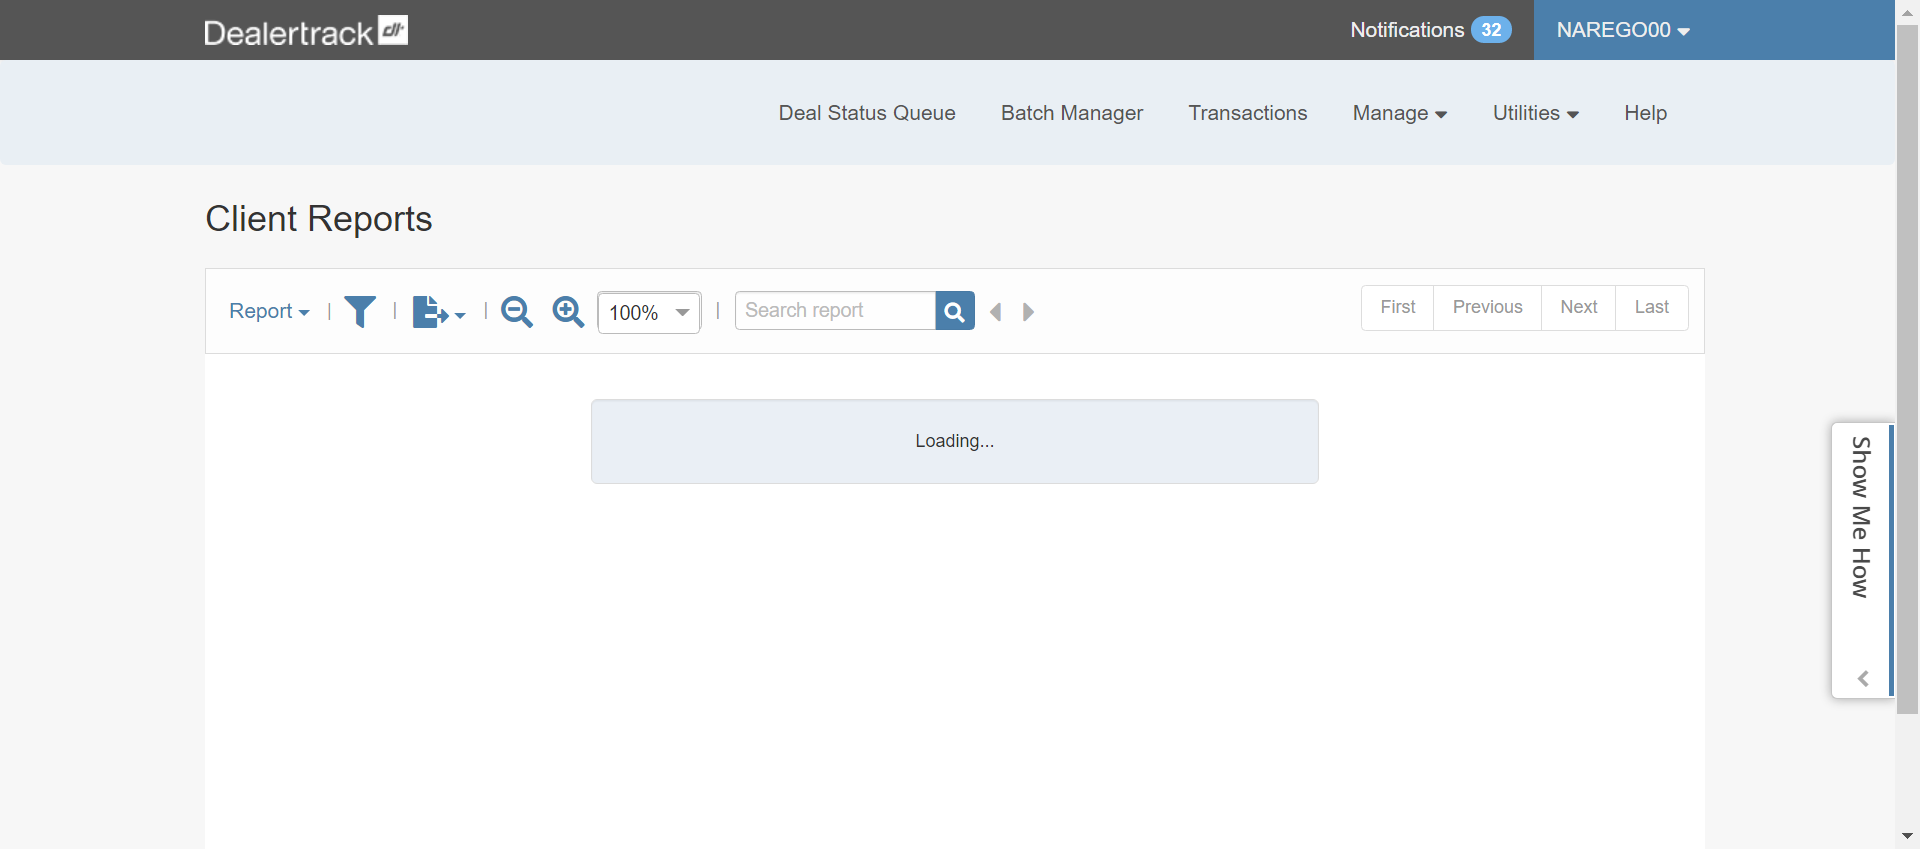 Dealertrack dt
Notifications 32
NAREGO00
Deal Status Queue
Batch Manager
Transactions
Manage
Utilities
Help
Client Reports
Report
100%
Search report
First
Previous
Next
Last
Loading...
Show Me How